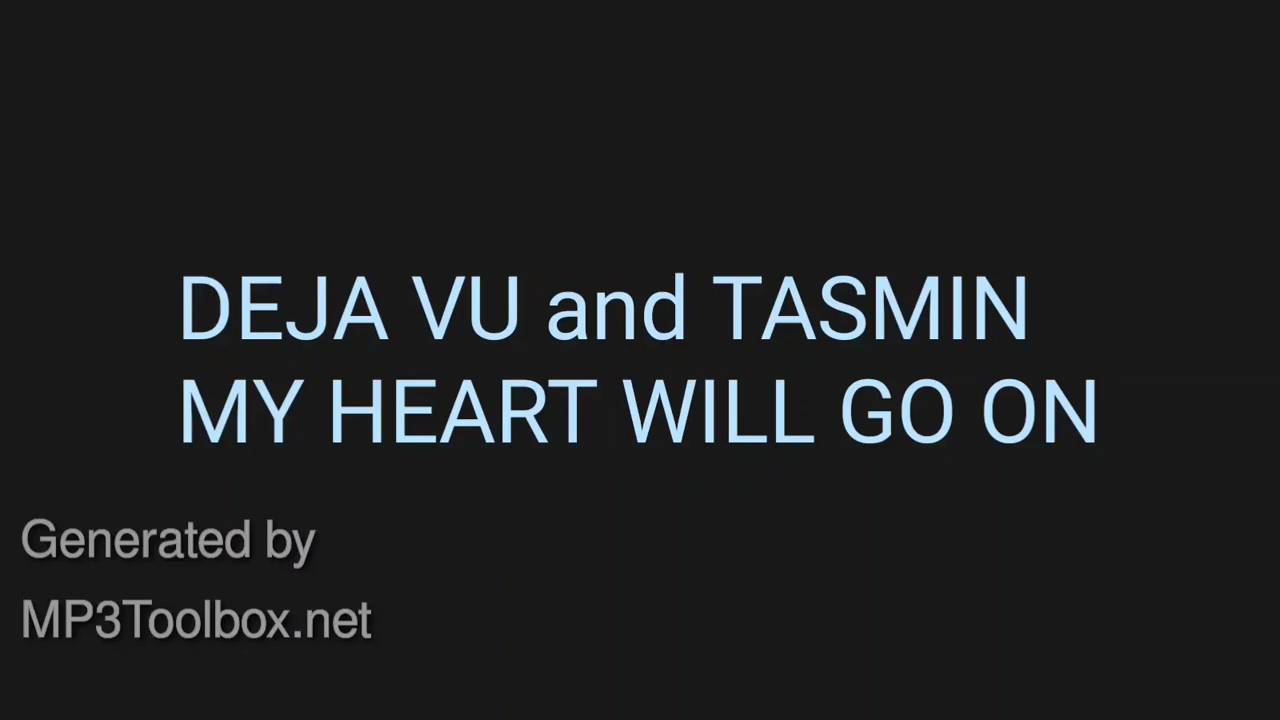 DEJA VU and TASMIN
MY HEART WILL GO ON
Generated by
MP3Toolbox.net